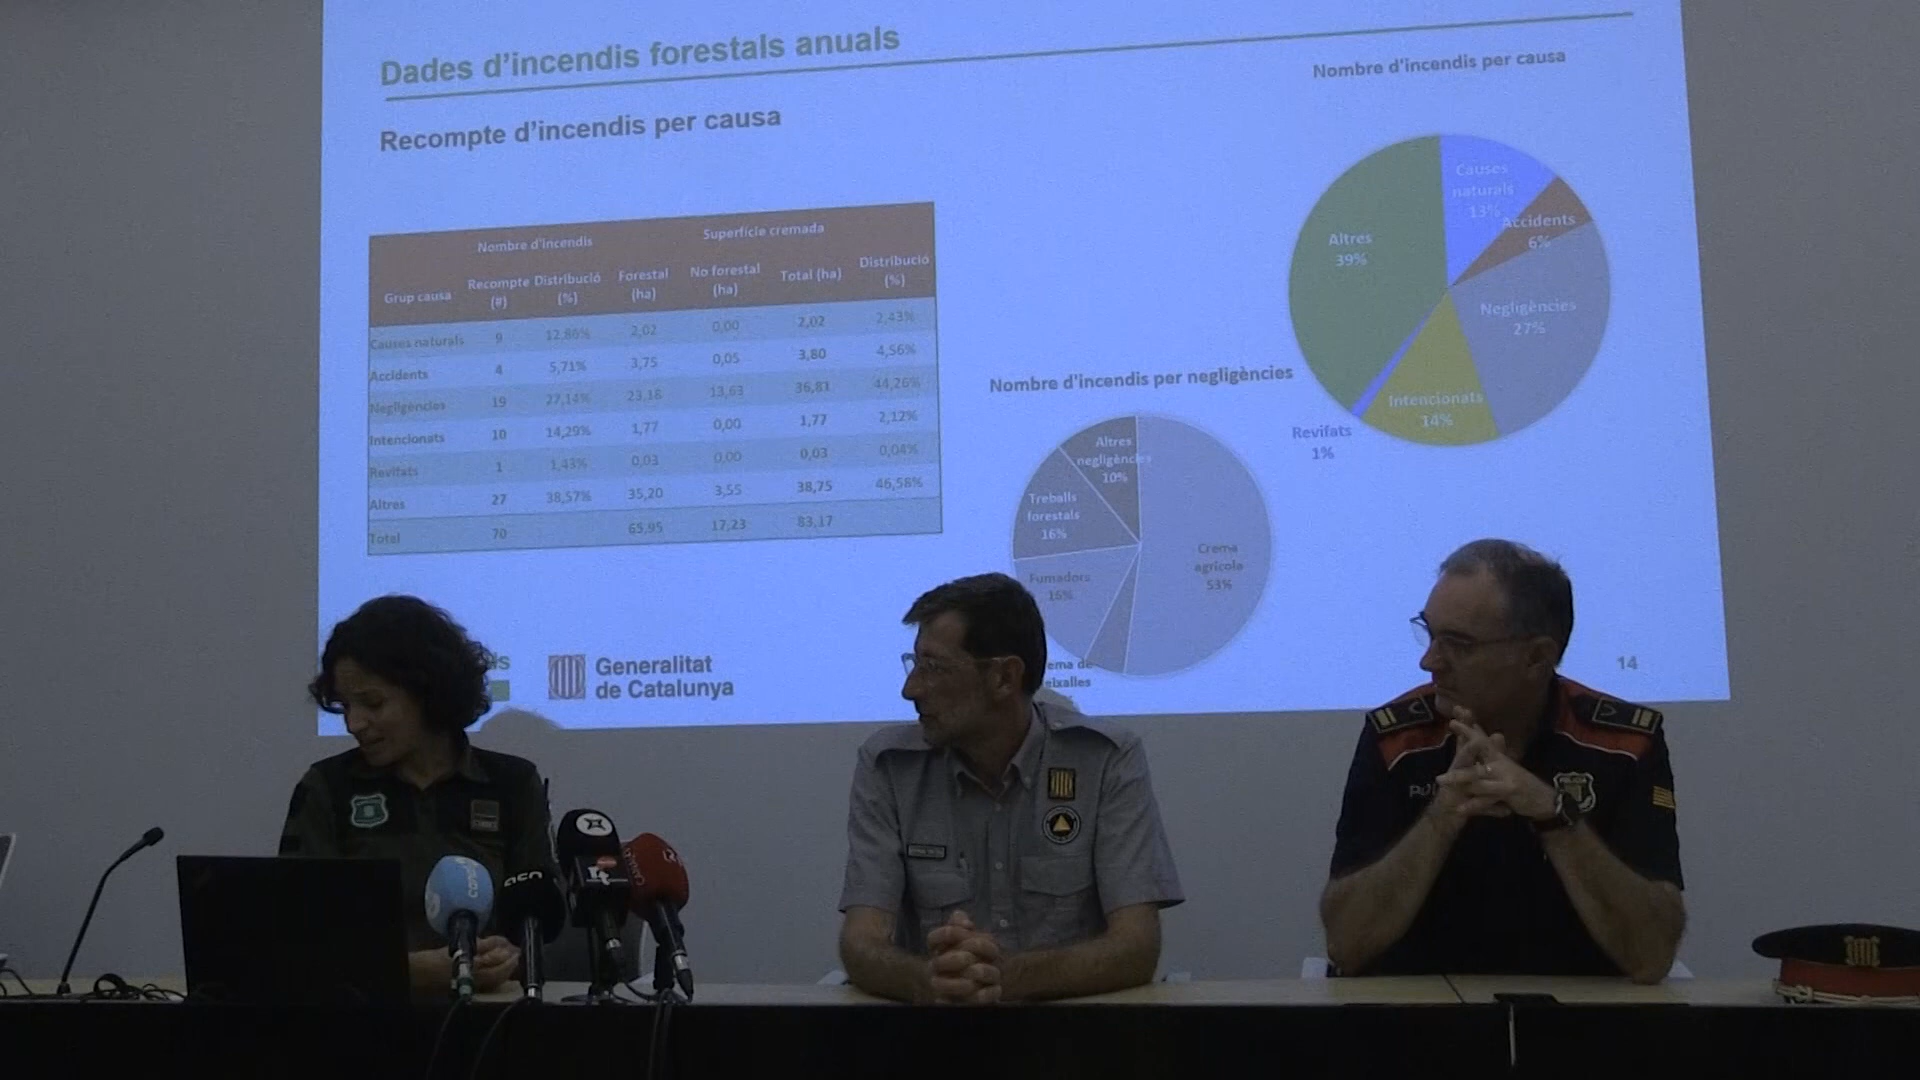 Dades d'incendis forestals anuals
Recompte d'incendis per causa
Nombre d'incendis Superfície cremada
Grup causa Recompte (#) Distribució (%) Forestal (ha) No forestal (ha) Total (ha) Distribució (%)
Causes naturals 9 12,86% 2,02 0,00 2,02 2,43%
Accidents 4 5,71% 3,75 0,05 3,80 4,56%
Negligències 19 27,14% 23,18 13,63 36,81 44,26%
Intencionats 10 14,29% 1,77 0,00 1,77 2,12%
Revifats 1 1,43% 0,03 0,00 0,03 0,04%
Altres 27 38,57% 35,20 3,55 38,75 46,58%
Total 70 65,95 17,23 83,17
Nombre d'incendis per causa
Causes
naturals
13%
Accidents
6%
Negligències
27%
Intencionats
14%
Revifats
1%
Altres
39%
Nombre d'incendis per negligències
Altres
negligències
10%
Treballs
forestals
16%
Fumadors
16%
Crema
agrícola
53%
ema de
eixalles
Generalitat
de Catalunya
14
POLICIA